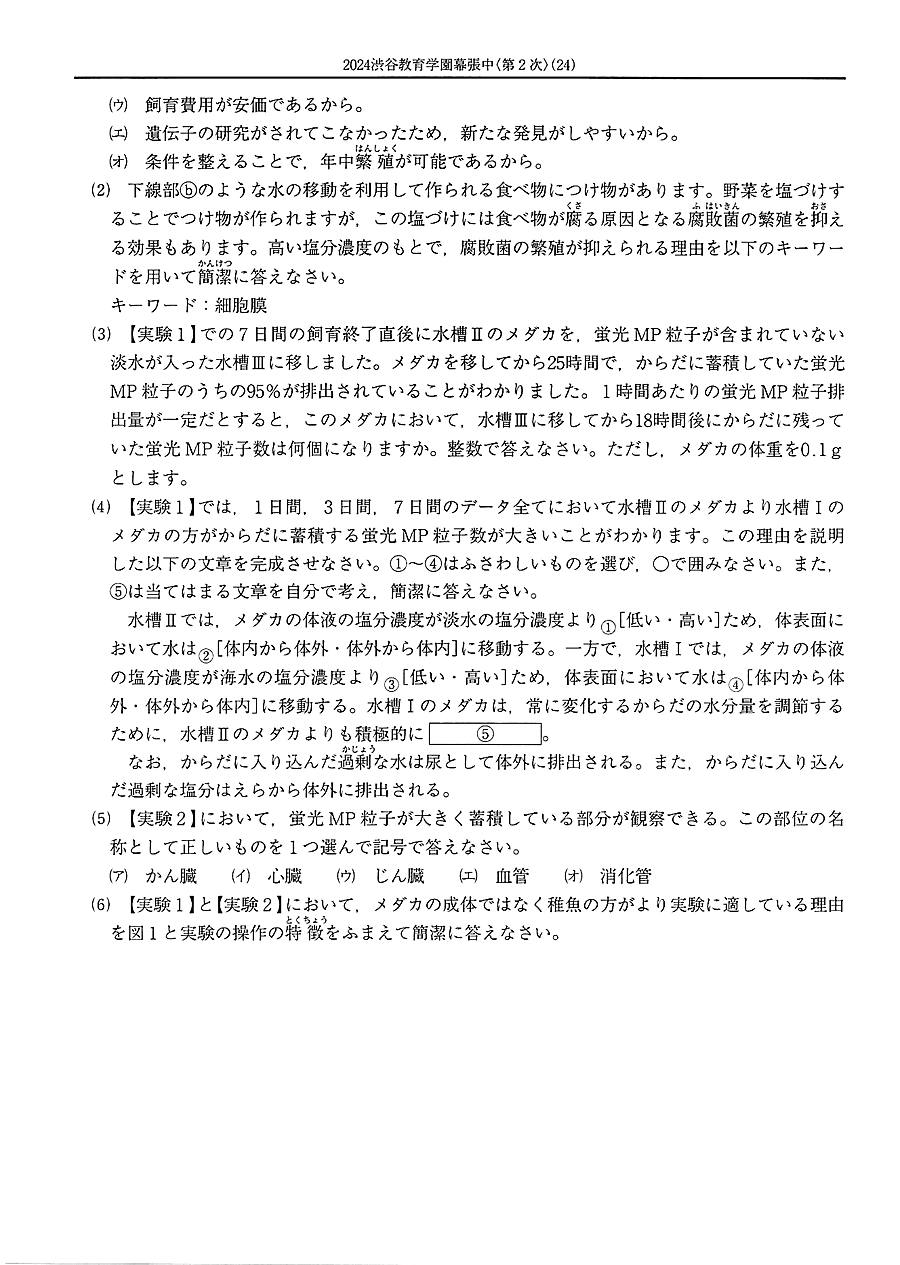 2024渋谷教育学園幕張中〈第2次〉(24)
(ウ) 飼育費用が安価であるから。
(エ) 遺伝子の研究がされてこなかったため，新たな発見がしやすいから。
(オ) 条件を整えることで，年中繁殖が可能であるから。
(2) 下線部ⓑのような水の移動を利用して作られる食べ物につけ物があります。野菜を塩づけす
ることでつけ物が作られますが，この塩づけには食べ物が腐る原因となる腐敗菌の繁殖を抑え
る効果もあります。高い塩分濃度のもとで，腐敗菌の繁殖が抑えられる理由を以下のキーワー
ドを用いて簡潔に答えなさい。
キーワード：細胞膜
(3) 【実験1】での7日間の飼育終了直後に水槽Ⅱのメダカを，蛍光MP粒子が含まれていない
淡水が入った水槽Ⅲに移しました。メダカを移してから25時間で，からだに蓄積していた蛍光
MP粒子のうちの95%が排出されていることがわかりました。1時間あたりの蛍光MP粒子排
出量が一定だとすると，このメダカにおいて，水槽Ⅲに移してから18時間後にからだに残って
いた蛍光MP粒子数は何個になりますか。整数で答えなさい。ただし，メダカの体重を0.1g
とします。
(4) 【実験1】では，1日間，3日間，7日間のデータ全てにおいて水槽Ⅱのメダカより水槽Ⅰの
メダカの方がからだに蓄積する蛍光MP粒子数が大きいことがわかります。この理由を説明
した以下の文章を完成させなさい。①～④はふさわしいものを選び，〇で囲みなさい。また，
⑤は当てはまる文章を自分で考え，簡潔に答えなさい。
水槽Ⅱでは，メダカの体液の塩分濃度が淡水の塩分濃度より①[低い・高い]ため，体表面に
おいて水は②[体内から体外・体外から体内]に移動する。一方で，水槽Ⅰでは，メダカの体液
の塩分濃度が海水の塩分濃度より③[低い・高い]ため，体表面において水は④[体内から体
外・体外から体内]に移動する。水槽Ⅰのメダカは，常に変化するからだの水分量を調節する
ために，水槽Ⅱのメダカよりも積極的に ⑤ 。
なお，からだに入り込んだ過剰な水は尿として体外に排出される。また，からだに入り込ん
だ過剰な塩分はえらから体外に排出される。
(5) 【実験2】において，蛍光MP粒子が大きく蓄積している部分が観察できる。この部位の名
称として正しいものを1つ選んで記号で答えなさい。
(ア) かん臓 (イ) 心臓 (ウ) じん臓 (エ) 血管 (オ) 消化管
(6) 【実験1】と【実験2】において，メダカの成体ではなく稚魚の方がより実験に適している理由
を図1と実験の操作の特徴をふまえて簡潔に答えなさい。